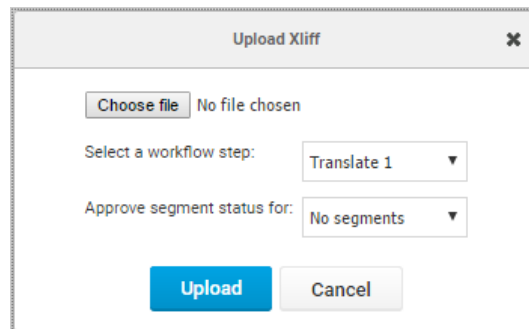 Upload Xliff
Choose file No file chosen
Select a workflow step: Translate 1
Approve segment status for: No segments
Upload Cancel